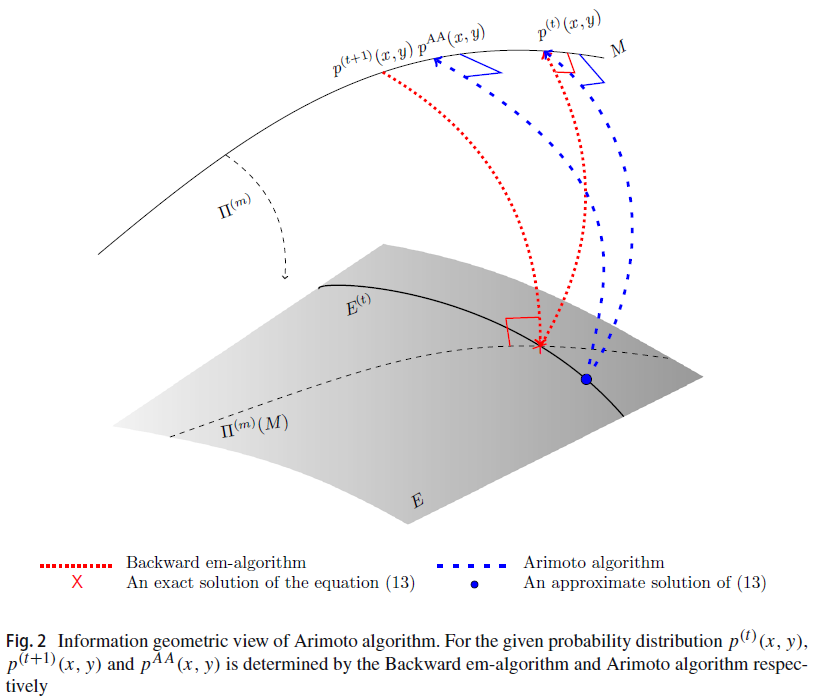 p^{(t+1)}(x, y) p^{AA}(x, y) p^{(t)}(x, y) M
Π^{(m)}
E^{(t)}
Π^{(m)}(M)
E
Backward em-algorithm Arimoto algorithm
X An exact solution of the equation (13) An approximate solution of (13)
Fig. 2 Information geometric view of Arimoto algorithm. For the given probability distribution p^{(t)}(x, y),
p^{(t+1)}(x, y) and p^{AA}(x, y) is determined by the Backward em-algorithm and Arimoto algorithm respec-
tively